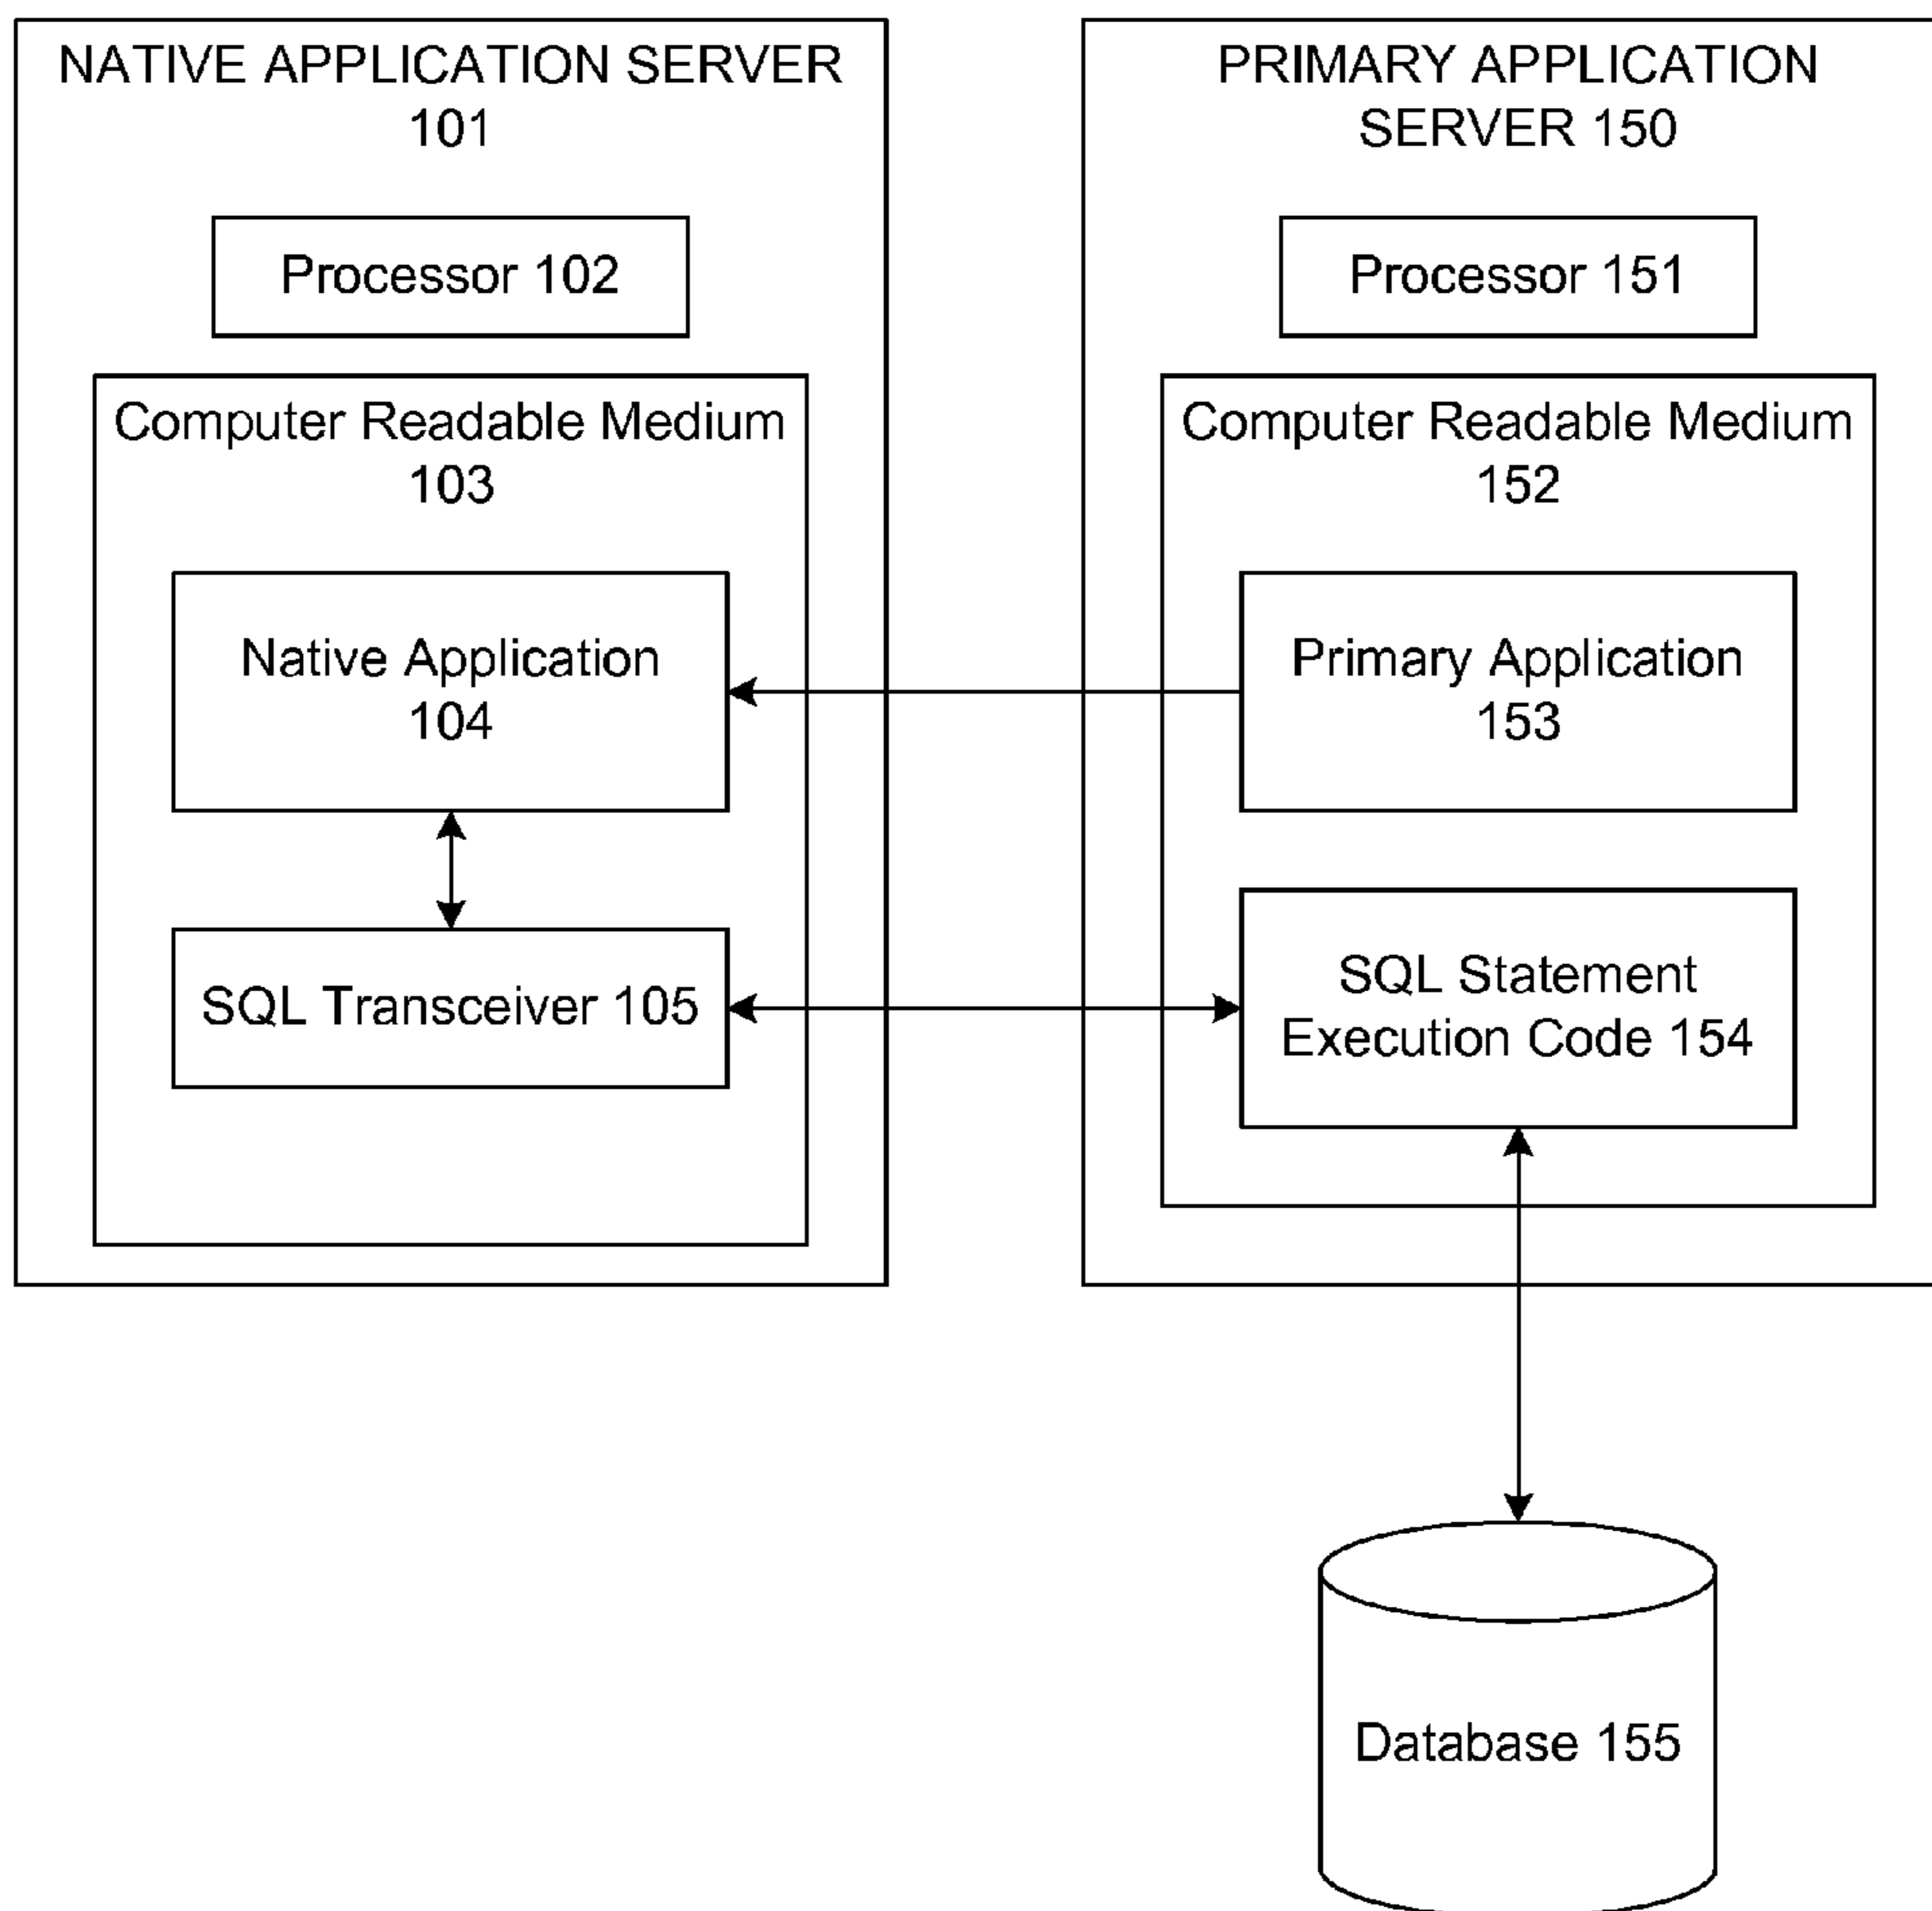 NATIVE APPLICATION SERVER
101
Processor 102
Computer Readable Medium
103
Native Application
104
SQL Transceiver 105
PRIMARY APPLICATION
SERVER 150
Processor 151
Computer Readable Medium
152
Primary Application
153
SQL Statement
Execution Code 154
Database 155